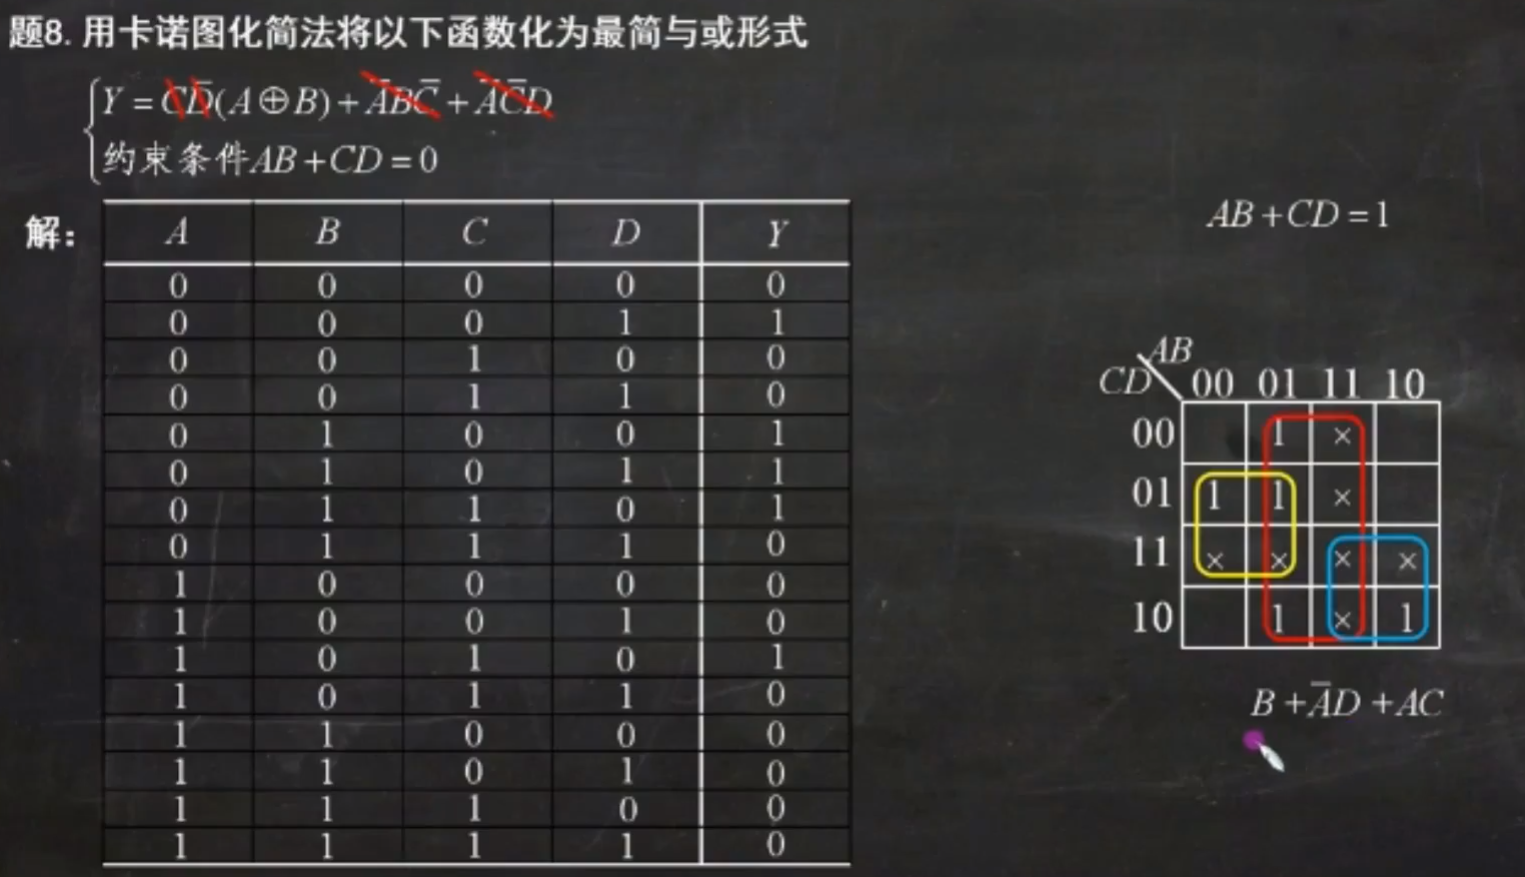 题8. 用卡诺图化简法将以下函数化为最简与或形式
Y = CD̅(A⊕B) + A̅BC̅ + A̅C̅D
约束条件AB+CD=0
解：
A B C D Y
0 0 0 0 0
0 0 0 1 1
0 0 1 0 0
0 0 1 1 0
0 1 0 0 1
0 1 0 1 1
0 1 1 0 1
0 1 1 1 0
1 0 0 0 0
1 0 0 1 0
1 0 1 0 1
1 0 1 1 0
1 1 0 0 0
1 1 0 1 0
1 1 1 0 0
1 1 1 1 0
AB+CD=1
AB
CD 00 01 11 10
00 1 ×
01 1 1 ×
11 × × × ×
10 1 × 1
B+A̅D+AC